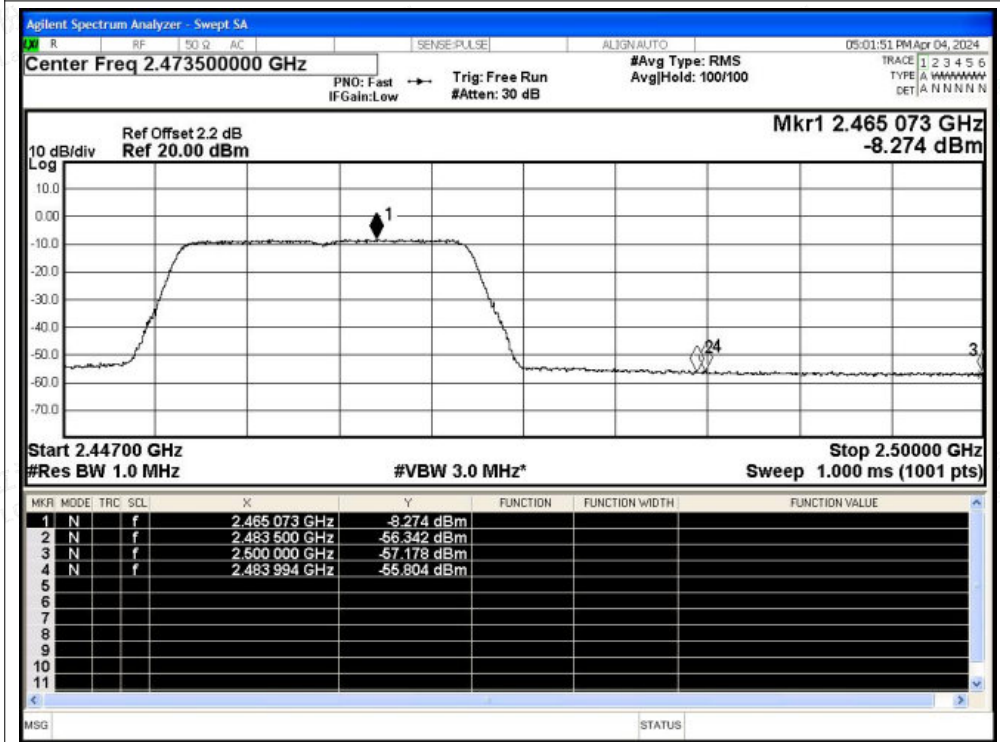 Agilent Spectrum Analyzer - Swept SA
LXI R RF 50 Ω AC SENSE:PULSE ALIGN AUTO 05:01:51 PM Apr 04, 2024
Center Freq 2.473500000 GHz #Avg Type: RMS TRACE 1 2 3 4 5 6
PNO: Fast Trig: Free Run Avg|Hold: 100/100 TYPE A WWWWW
IFGain:Low #Atten: 30 dB DET A N N N N N
Ref Offset 2.2 dB Mkr1 2.465 073 GHz
10 dB/div Ref 20.00 dBm -8.274 dBm
Log
10.0
0.00
1
-10.0
-20.0
-30.0
-40.0
-50.0
24
3
-60.0
-70.0
Start 2.44700 GHz Stop 2.50000 GHz
#Res BW 1.0 MHz #VBW 3.0 MHz* Sweep 1.000 ms (1001 pts)
MKR MODE TRC SCL X Y FUNCTION FUNCTION WIDTH FUNCTION VALUE
1 N f 2.465 073 GHz -8.274 dBm
2 N f 2.483 500 GHz -56.342 dBm
3 N f 2.500 000 GHz -57.178 dBm
4 N f 2.483 994 GHz -55.804 dBm
5
6
7
8
9
10
11
MSG STATUS